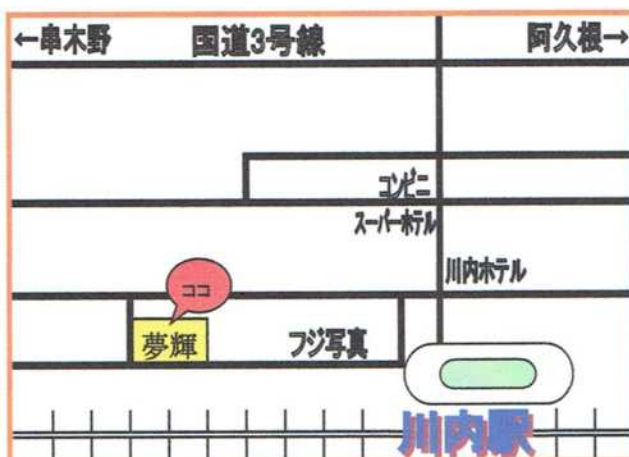 ←串木野 国道3号線 阿久根→
コンビニ
スーパーホテル
川内ホテル
ココ
夢輝 フジ写真
川内駅